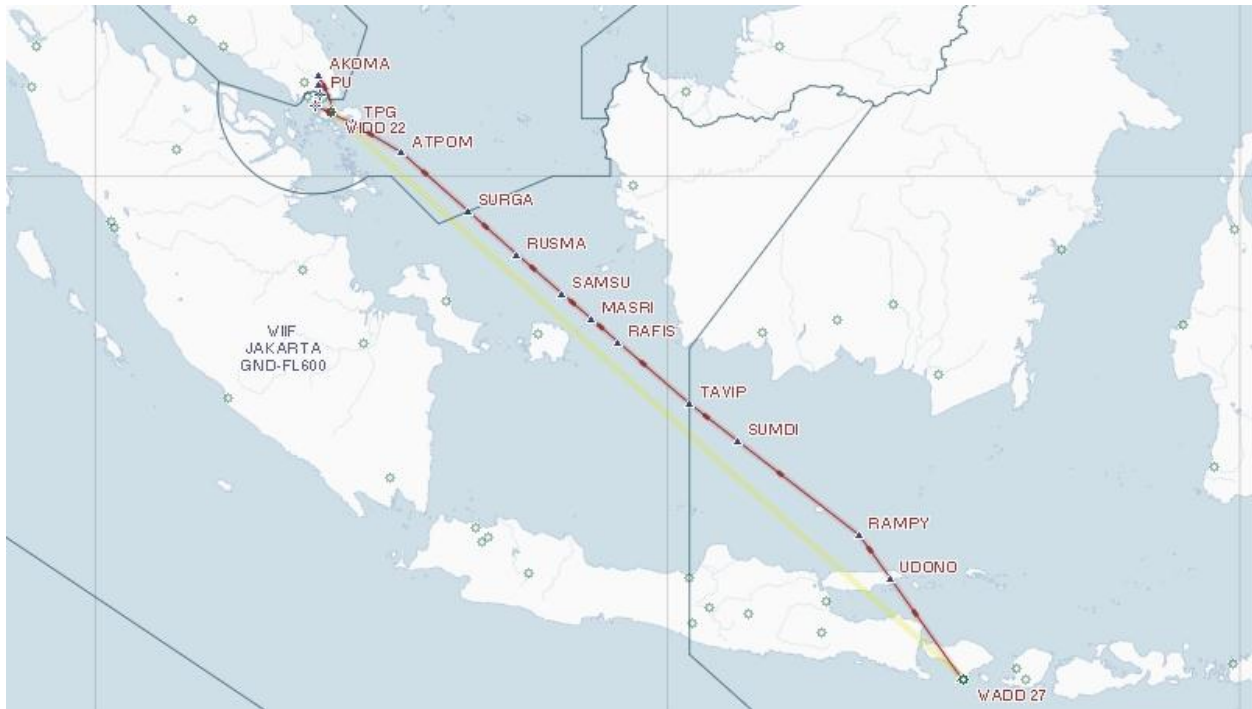 AKOMA
PU
TPG
WIDD 22
ATPOM
SURGA
RUSMA
SAMSU
MASRI
RAFIS
WIIF
JAKARTA
GND-FL600
TAVIP
SUMDI
RAMPY
UDONO
WADD 27